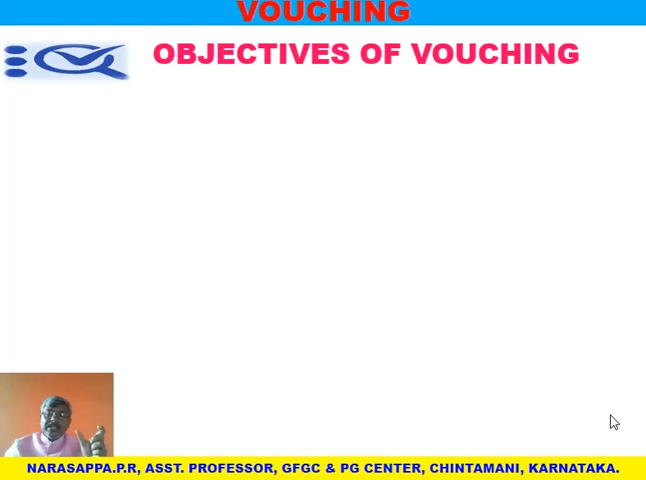 VOUCHING
OBJECTIVES OF VOUCHING
NARASAPPA.P.R, ASST. PROFESSOR, GFGC & PG CENTER, CHINTAMANI, KARNATAKA.